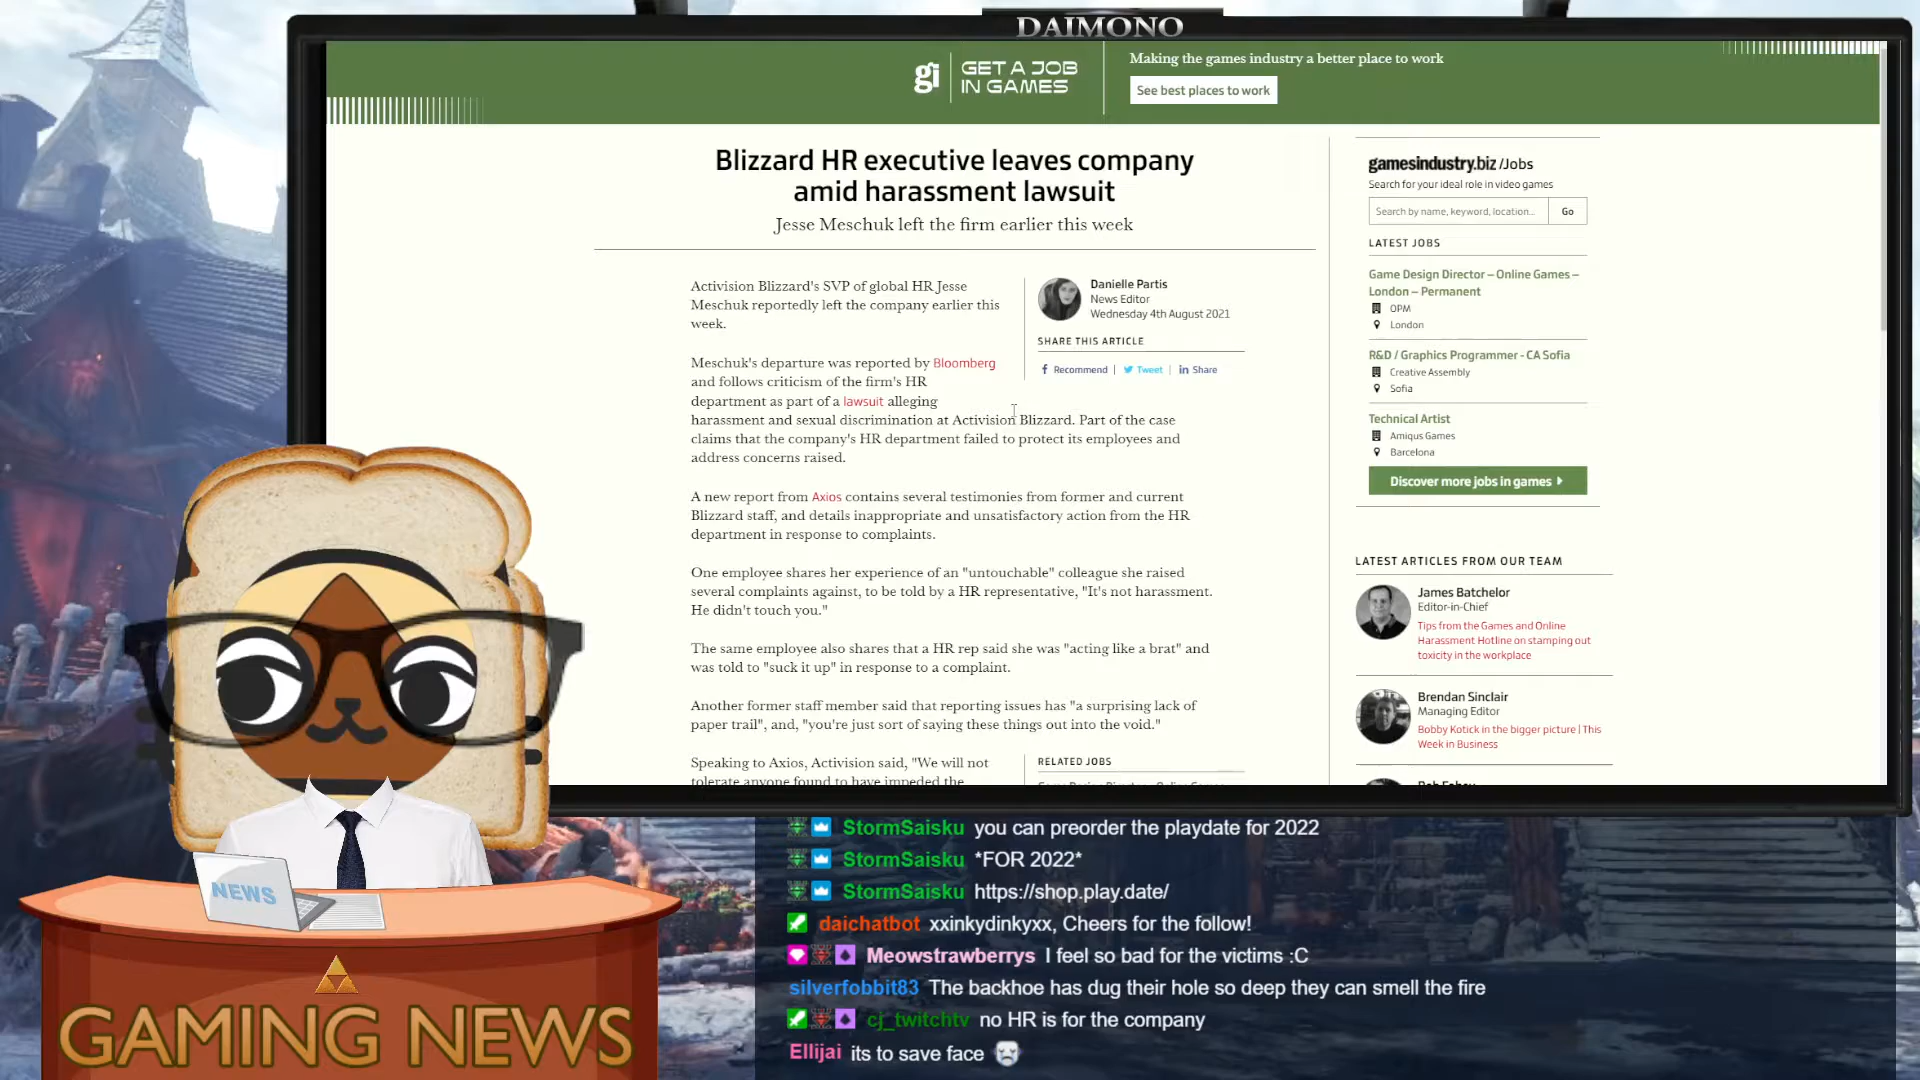 DAIMONO
gi GET A JOB
IN GAMES
Making the games industry a better place to work
See best places to work
Blizzard HR executive leaves company
amid harassment lawsuit
Jesse Meschuk left the firm earlier this week
Activision Blizzard's SVP of global HR Jesse
Meschuk reportedly left the company earlier this
week.
Meschuk's departure was reported by Bloomberg
and follows criticism of the firm's HR
department as part of a lawsuit alleging
harassment and sexual discrimination at Activision Blizzard. Part of the case
claims that the company's HR department failed to protect its employees and
address concerns raised.
A new report from Axios contains several testimonies from former and current
Blizzard staff, and details inappropriate and unsatisfactory action from the HR
department in response to complaints.
One employee shares her experience of an "untouchable" colleague she raised
several complaints against, to be told by a HR representative, "It's not harassment.
He didn't touch you."
The same employee also shares that a HR rep said she was "acting like a brat" and
was told to "suck it up" in response to a complaint.
Another former staff member said that reporting issues has "a surprising lack of
paper trail", and, "you're just sort of saying these things out into the void."
Speaking to Axios, Activision said, "We will not
tolerate anyone found to have impeded the
Danielle Partis
News Editor
Wednesday 4th August 2021
SHARE THIS ARTICLE
Recommend | Tweet | in Share
RELATED JOBS
gamesindustry.biz /Jobs
Search for your ideal role in video games
Search by name, keyword, location... Go
LATEST JOBS
Game Design Director – Online Games –
London – Permanent
OPM
London
R&D / Graphics Programmer - CA Sofia
Creative Assembly
Sofia
Technical Artist
Amiqus Games
Barcelona
Discover more jobs in games
LATEST ARTICLES FROM OUR TEAM
James Batchelor
Editor-in-Chief
Tips from the Games and Online
Harassment Hotline on stamping out
toxicity in the workplace
Brendan Sinclair
Managing Editor
Bobby Kotick in the bigger picture | This
Week in Business
NEWS
GAMING NEWS
StormSaisku you can preorder the playdate for 2022
StormSaisku *FOR 2022*
StormSaisku https://shop.play.date/
daichatbot xxinkydinkyxx, Cheers for the follow!
Meowstrawberrys I feel so bad for the victims :C
silverfobbit83 The backhoe has dug their hole so deep they can smell the fire
cj_twitchtv no HR is for the company
Ellijai its to save face